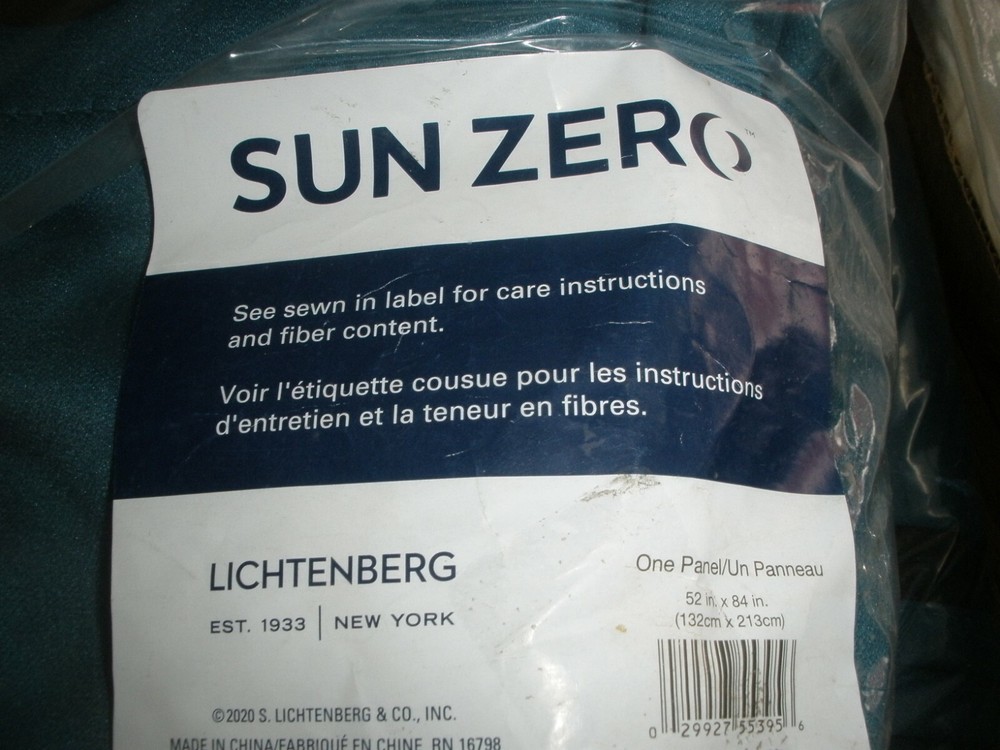 SUN ZERO™
See sewn in label for care instructions
and fiber content.
Voir l'étiquette cousue pour les instructions
d'entretien et la teneur en fibres.
LICHTENBERG
EST. 1933 | NEW YORK
One Panel/Un Panneau
52 in. x 84 in.
(132cm x 213cm)
0 29927 55395 6
©2020 S. LICHTENBERG & CO., INC.
MADE IN CHINA/FABRIQUÉ EN CHINE RN 16798